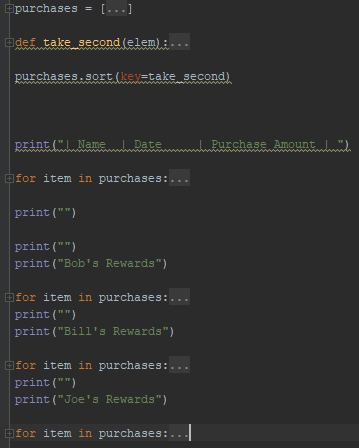 purchases = [...]
def take_second(elem):...
purchases.sort(key=take_second)
print("| Name  | Date     | Purchase Amount | ")
for item in purchases:...
print("")
print("")
print("Bob's Rewards")
for item in purchases:...
print("")
print("Bill's Rewards")
for item in purchases:...
print("")
print("Joe's Rewards")
for item in purchases:...